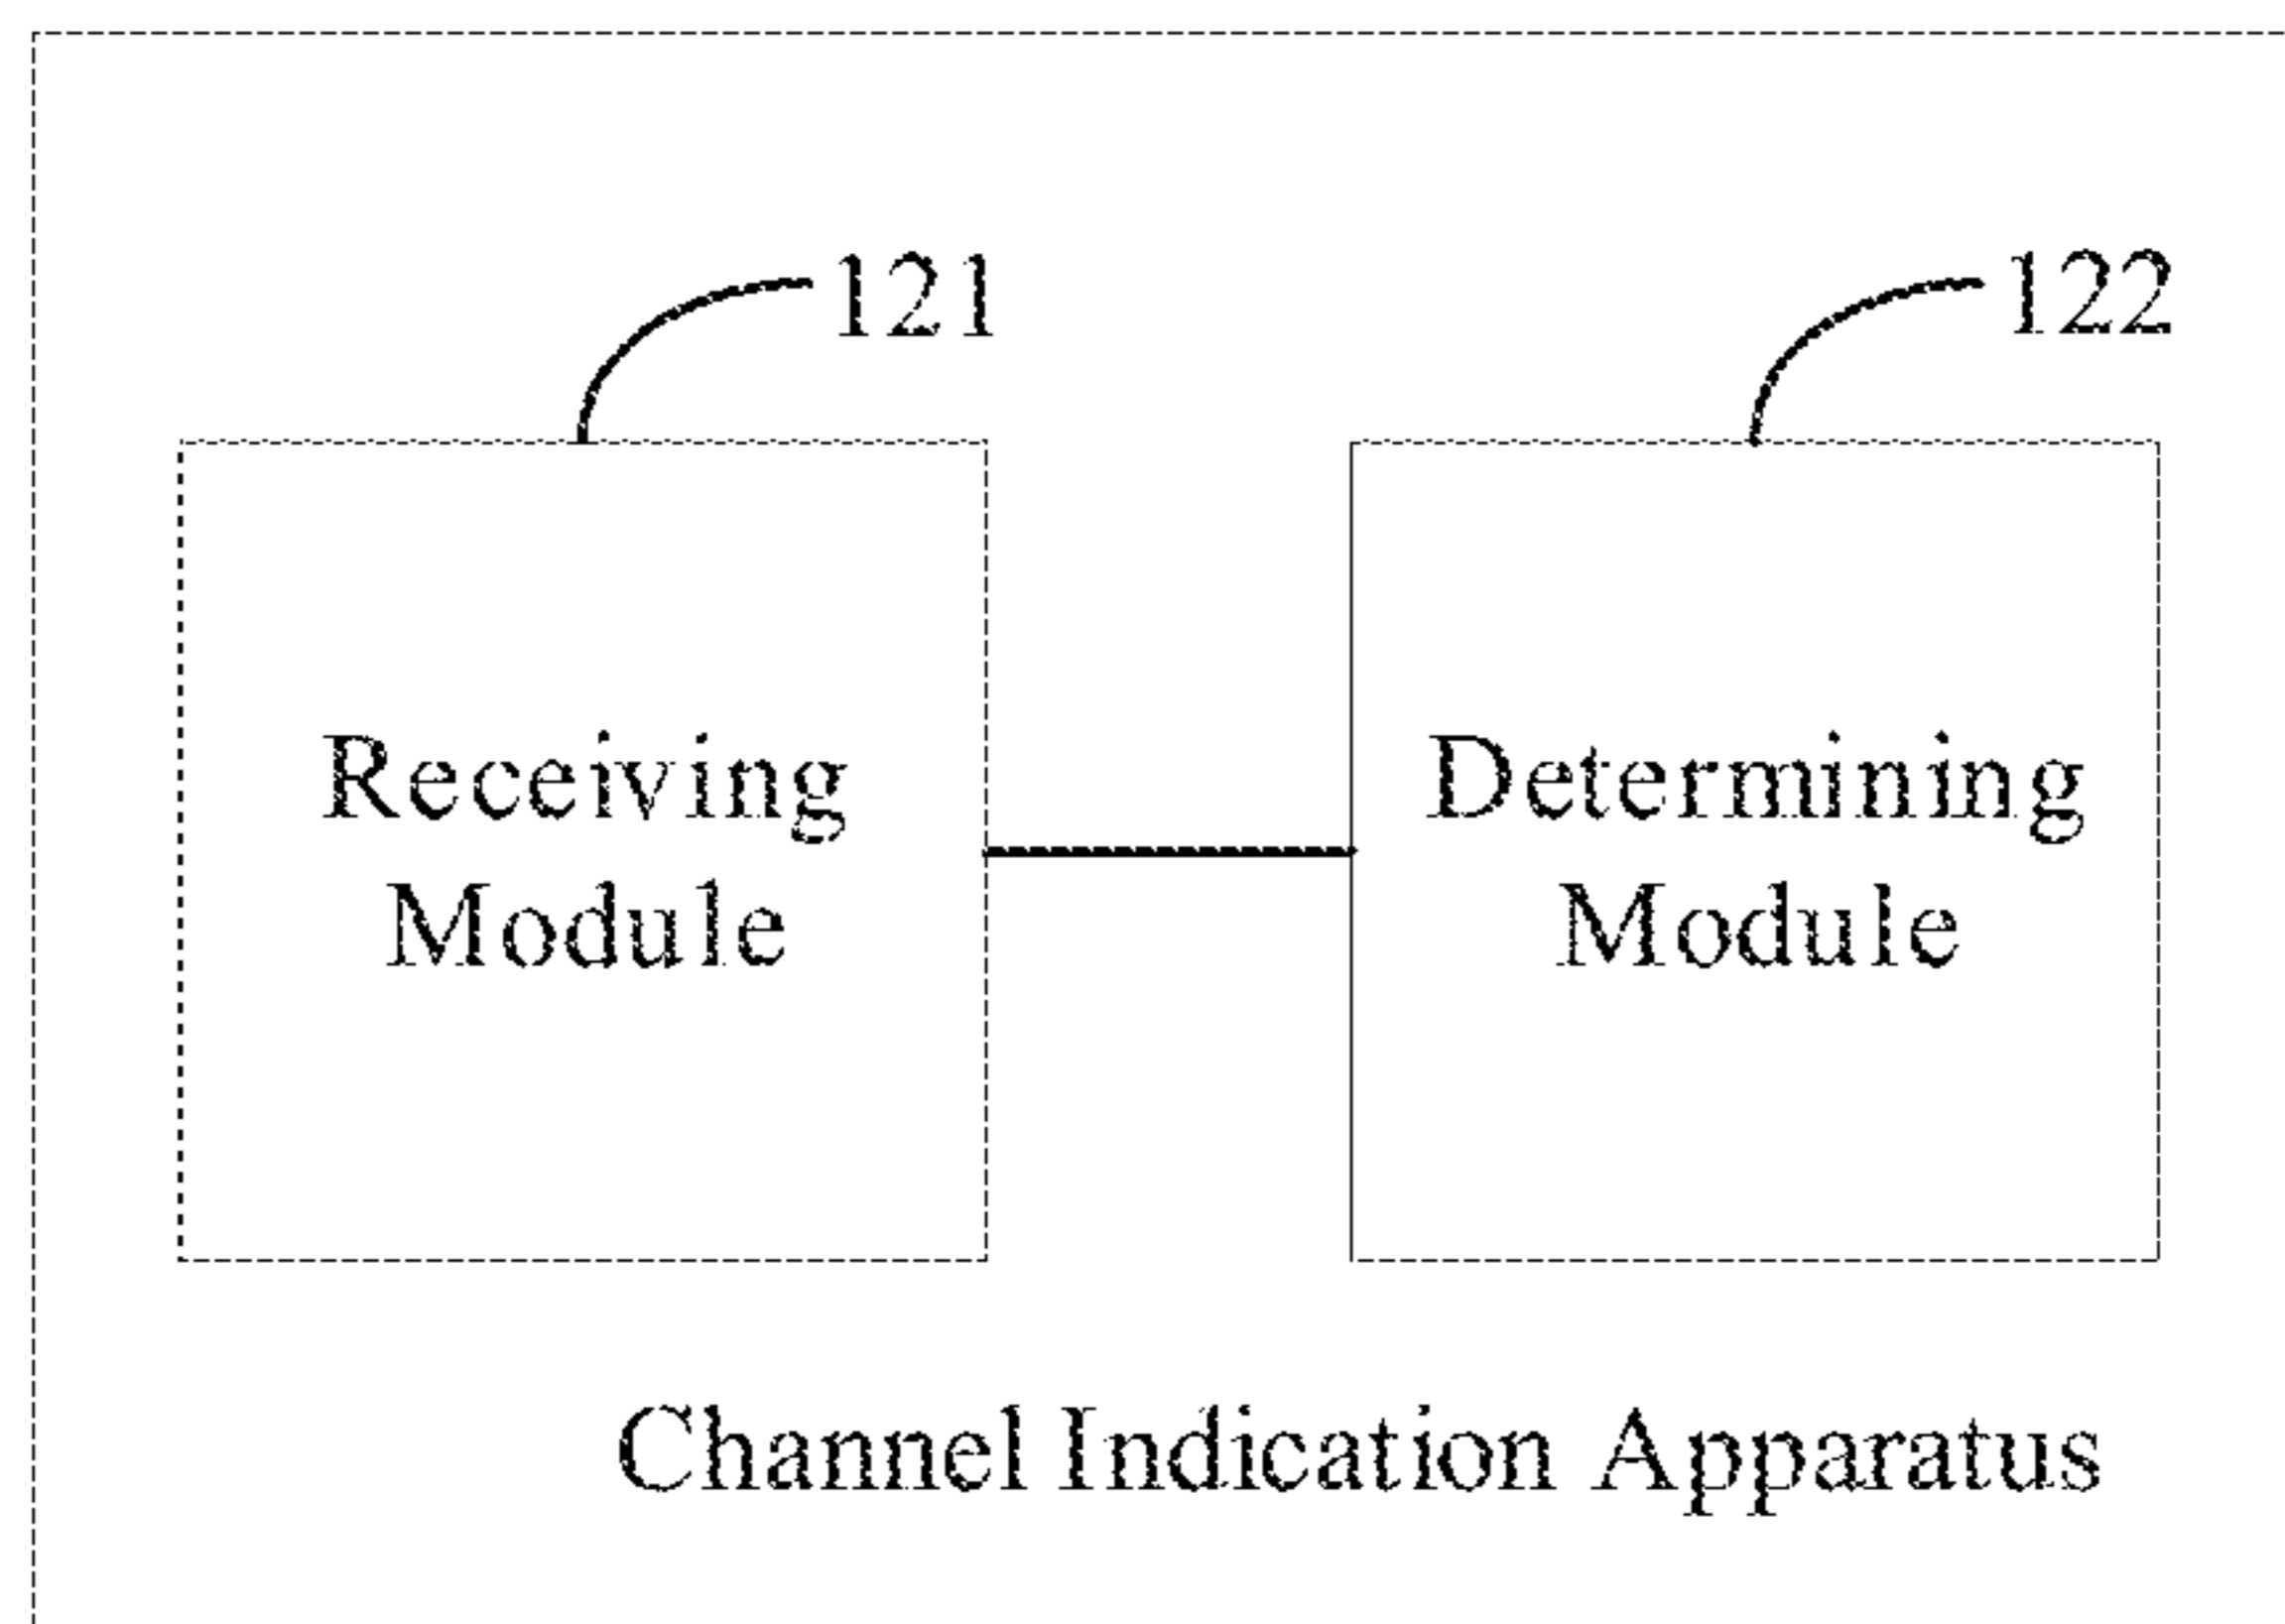 121
122
Receiving
Module
Determining
Module
Channel Indication Apparatus